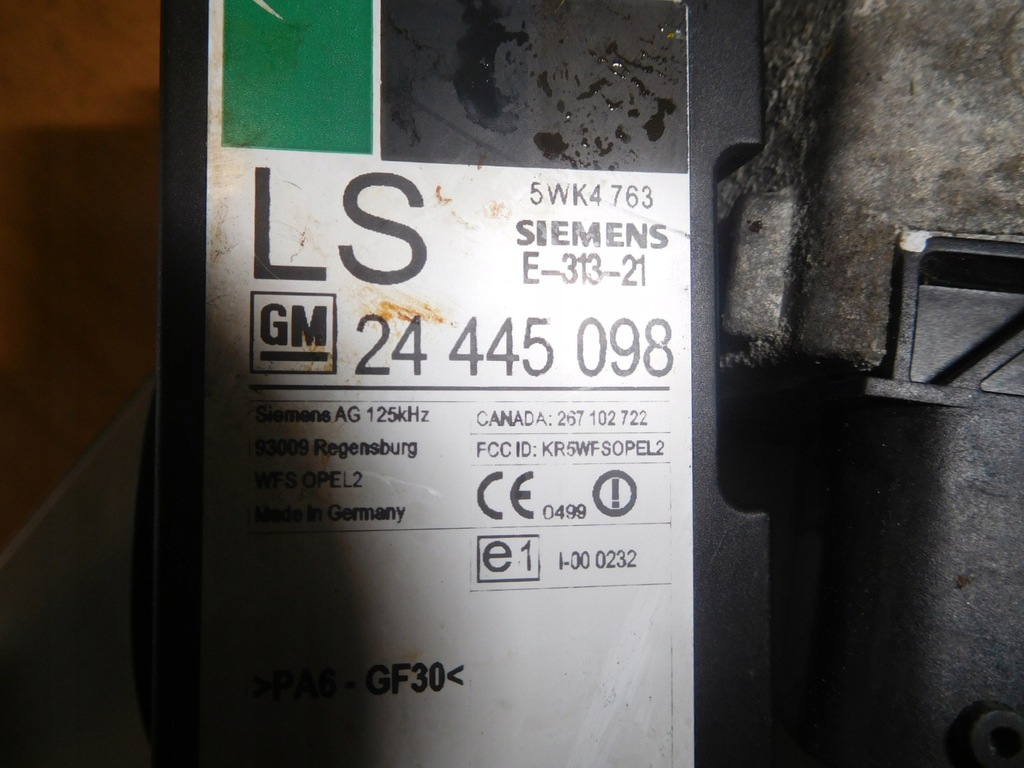 LS
5WK4 763
SIEMENS
E-313-21
GM
24 445 098
Siemens AG 125kHz
93009 Regensburg
WFS OPEL2
Made in Germany
CANADA: 267 102 722
FCC ID: KR5WFSOPEL2
CE 0499
e1 I-00 0232
>PA6 - GF30<